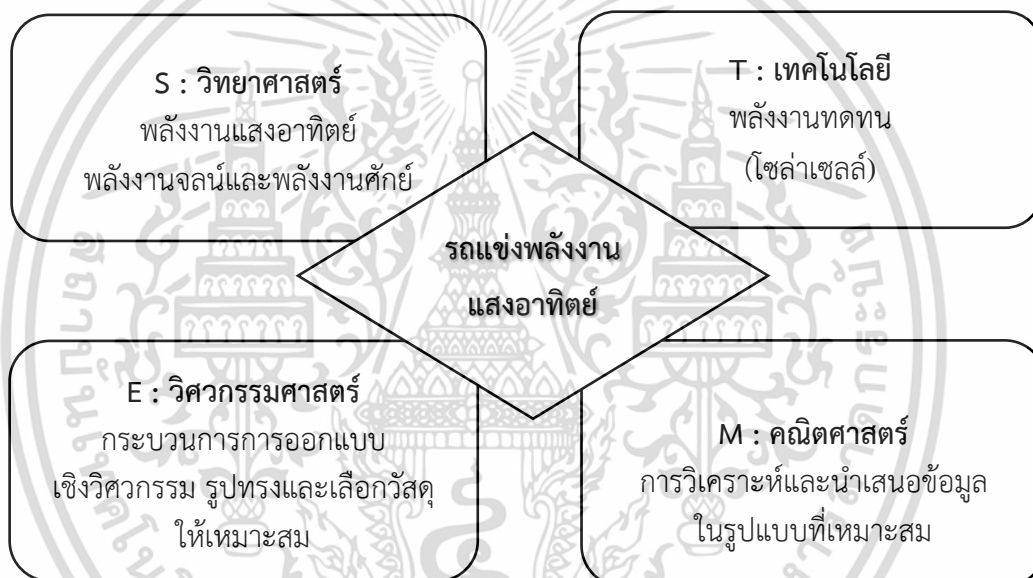 S : วิทยาศาสตร์
พลังงานแสงอาทิตย์
พลังงานจลน์และพลังงานศักย์
T : เทคโนโลยี
พลังงานทดทน
(โซล่าเซลล์)
รถแข่งพลังงาน
แสงอาทิตย์
E : วิศวกรรมศาสตร์
กระบวนการการออกแบบ
เชิงวิศวกรรม รูปทรงและเลือกวัสดุ
ให้เหมาะสม
M : คณิตศาสตร์
การวิเคราะห์และนำเสนอข้อมูล
ในรูปแบบที่เหมาะสม